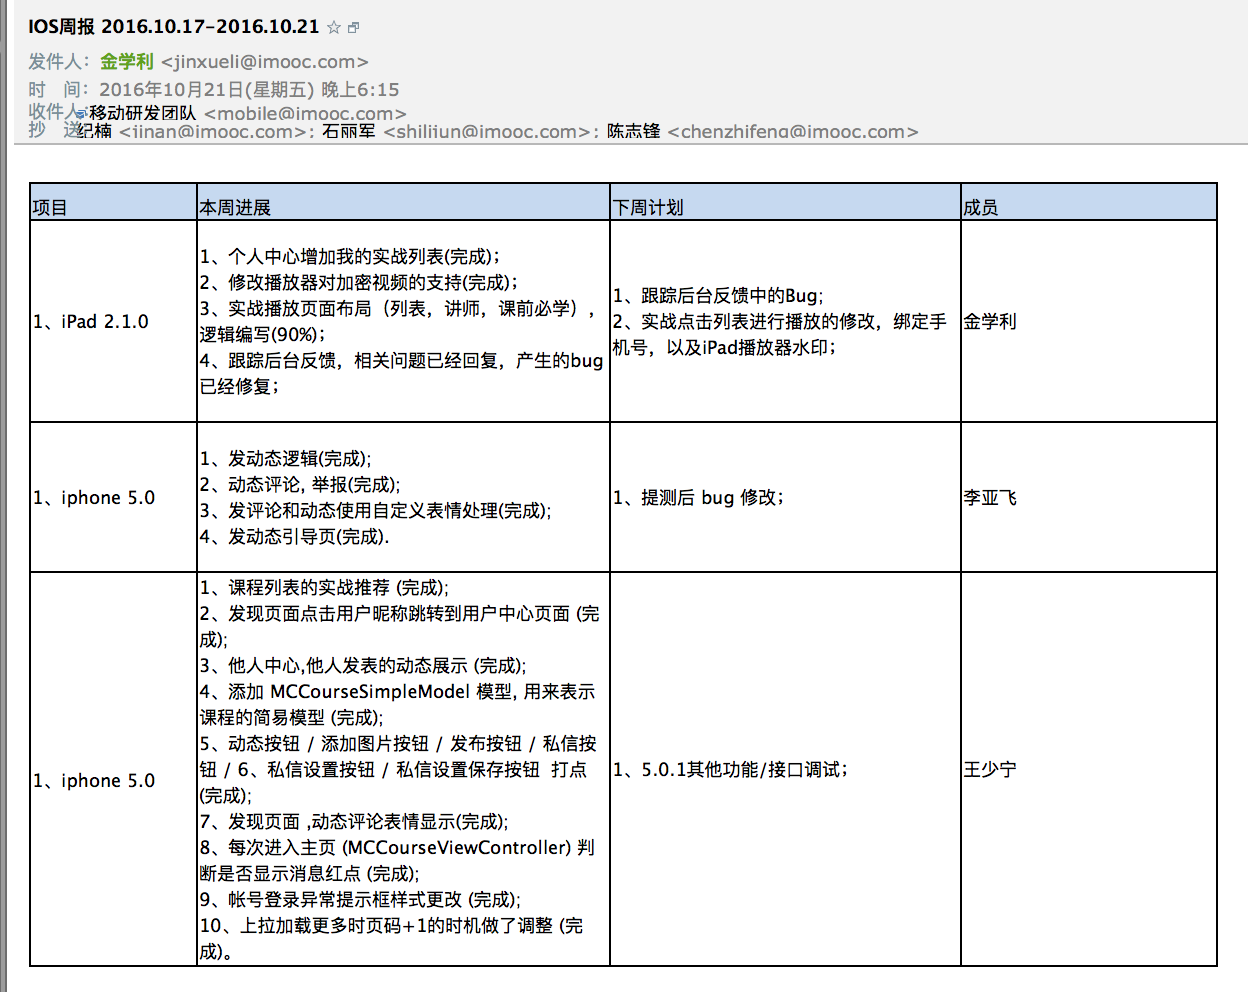 IOS周报 2016.10.17-2016.10.21
发件人: 金学利 <jinxueli@imooc.com>
时 间: 2016年10月21日(星期五) 晚上6:15
收件人 移动研发团队 <mobile@imooc.com>
抄 送 纪楠 <jinan@imooc.com>; 石丽军 <shilijun@imooc.com>; 陈志锋 <chenzhifeng@imooc.com>
项目 本周进展 下周计划 成员
1、iPad 2.1.0
1、个人中心增加我的实战列表(完成);
2、修改播放器对加密视频的支持(完成);
3、实战播放页面布局（列表，讲师，课前必学），
逻辑编写(90%);
4、跟踪后台反馈，相关问题已经回复，产生的bug
已经修复；
1、跟踪后台反馈中的Bug;
2、实战点击列表进行播放的修改，绑定手
机号，以及iPad播放器水印；
金学利
1、iphone 5.0
1、发动态逻辑(完成);
2、动态评论, 举报(完成);
3、发评论和动态使用自定义表情处理(完成);
4、发动态引导页(完成).
1、提测后 bug 修改；
李亚飞
1、iphone 5.0
1、课程列表的实战推荐 (完成);
2、发现页面点击用户昵称跳转到用户中心页面 (完
成);
3、他人中心,他人发表的动态展示 (完成);
4、添加 MCCourseSimpleModel 模型, 用来表示
课程的简易模型 (完成);
5、动态按钮 / 添加图片按钮 / 发布按钮 / 私信按
钮 / 6、私信设置按钮 / 私信设置保存按钮 打点
(完成);
7、发现页面 ,动态评论表情显示(完成);
8、每次进入主页 (MCCourseViewController) 判
断是否显示消息红点 (完成);
9、帐号登录异常提示框样式更改 (完成);
10、上拉加载更多时页码+1的时机做了调整 (完
成)。
1、5.0.1其他功能/接口调试；
王少宁